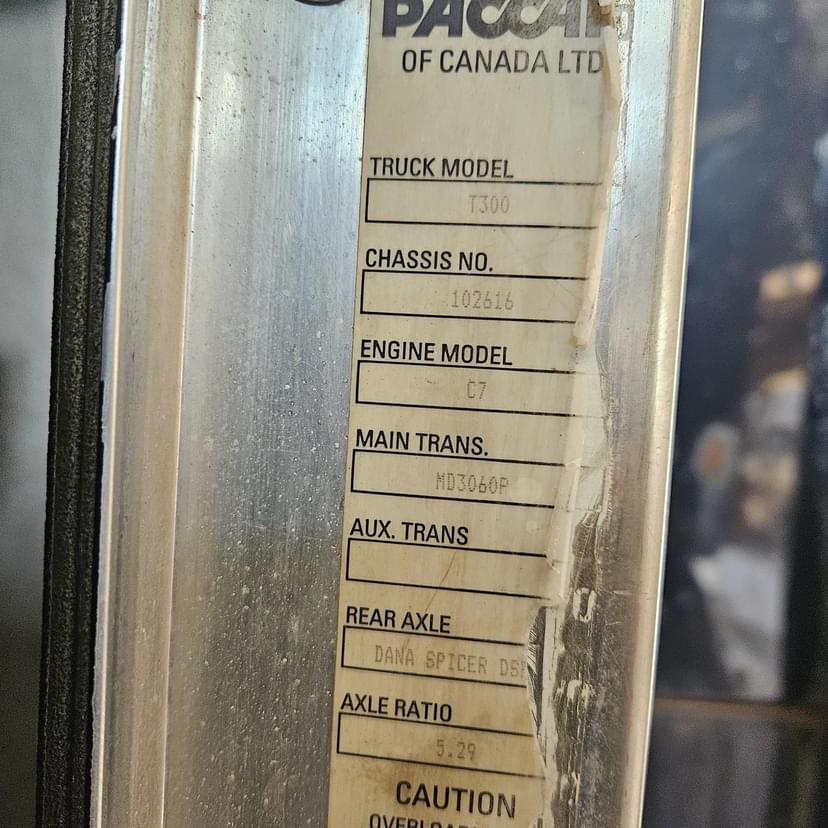 PACCAR
OF CANADA LTD
TRUCK MODEL
T300
CHASSIS NO.
102616
ENGINE MODEL
C7
MAIN TRANS.
MD3060P
AUX. TRANS
REAR AXLE
DANA SPICER
AXLE RATIO
5.29
CAUTION